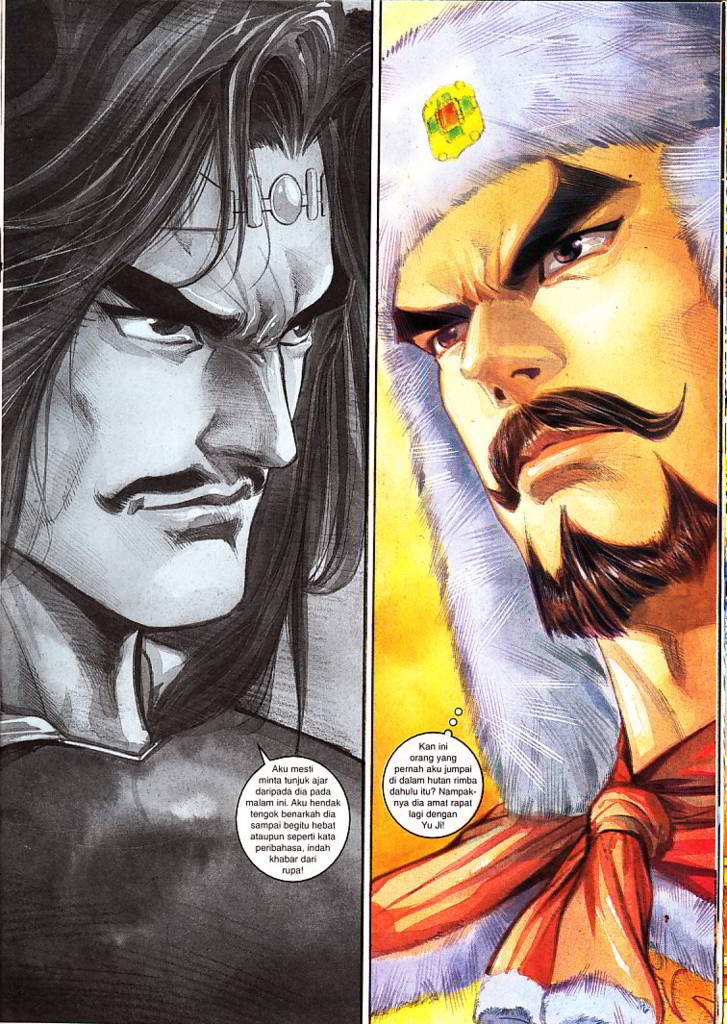 Aku mesti
minta tunjuk ajar
daripada dia pada
malam ini. Aku hendak
tengok benarkah dia
sampai begitu hebat
ataupun seperti kata
peribahasa, indah
khabar dari
rupa!
Kan ini
orang yang
pernah aku jumpai
di dalam hutan rimba
dahulu itu? Nampak-
nya dia amat rapat
lagi dengan
Yu Ji!